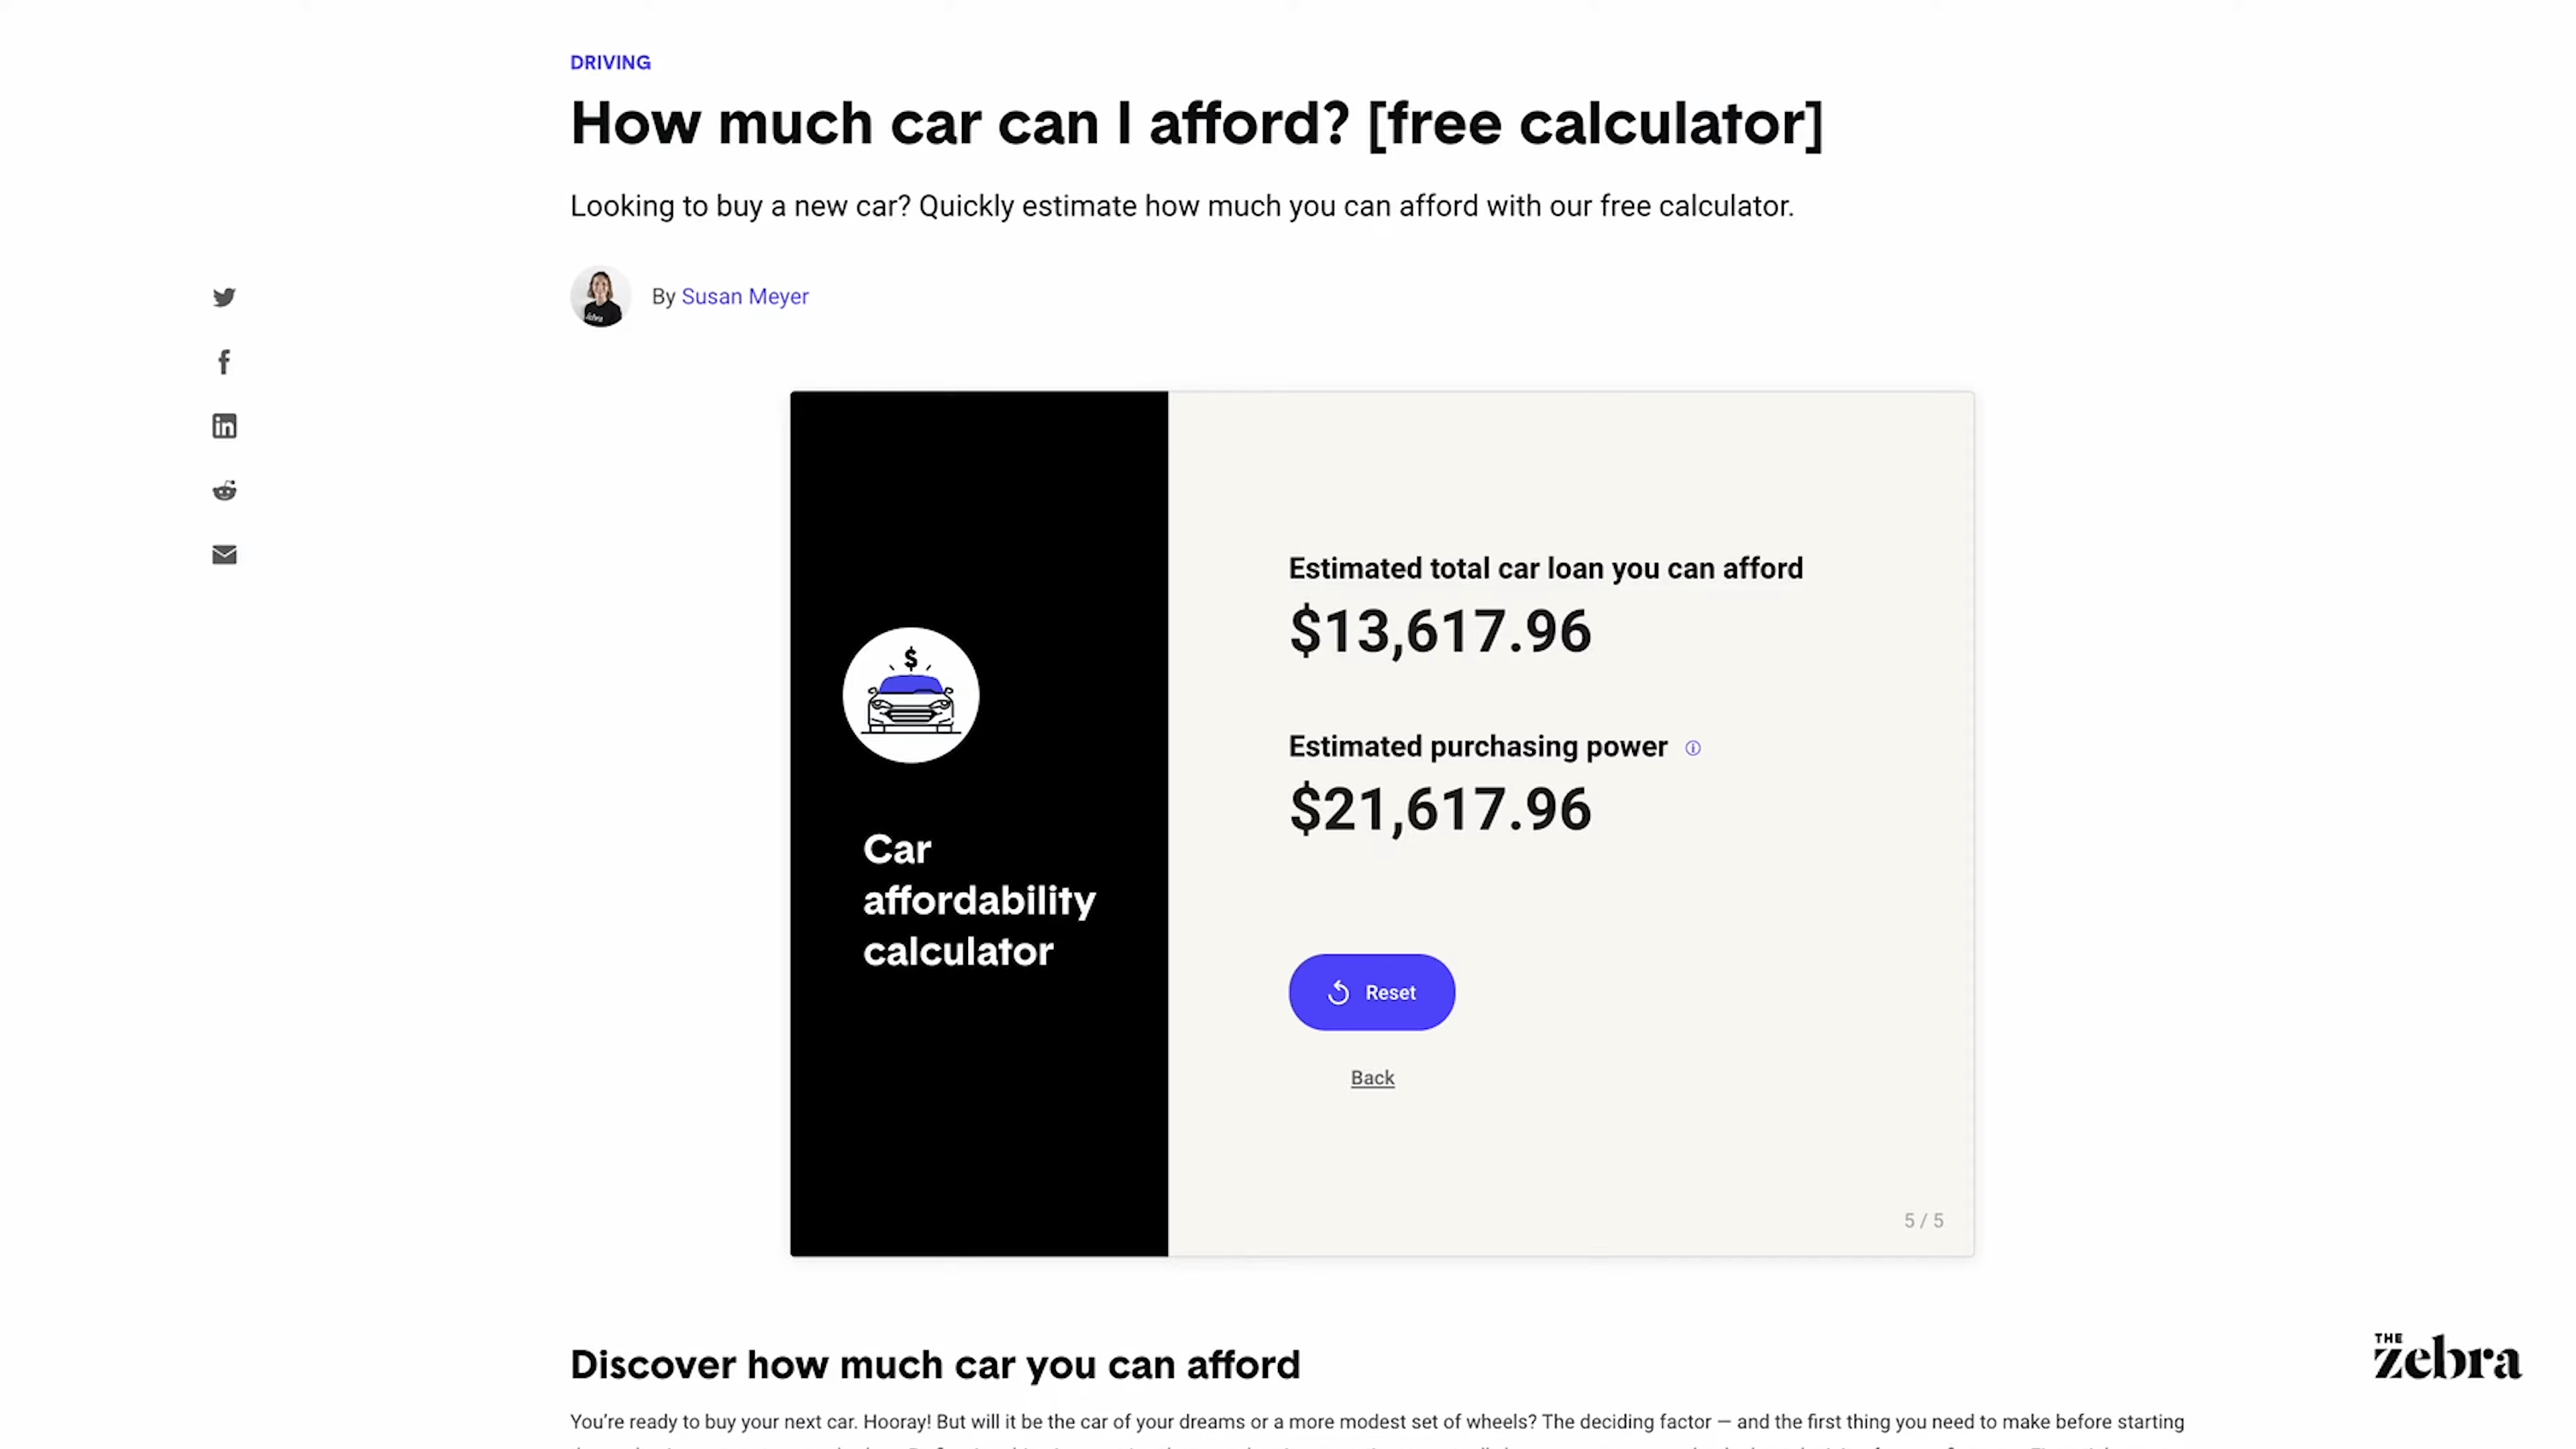 DRIVING
How much car can I afford? [free calculator]
Looking to buy a new car? Quickly estimate how much you can afford with our free calculator.
By Susan Meyer
$
Car
affordability
calculator
Estimated total car loan you can afford
$13,617.96
Estimated purchasing power
$21,617.96
Reset
Back
5 / 5
Discover how much car you can afford
THE
zebra
You’re ready to buy your next car. Hooray! But will it be the car of your dreams or a more modest set of wheels? The deciding factor — and the first thing you need to make before starting